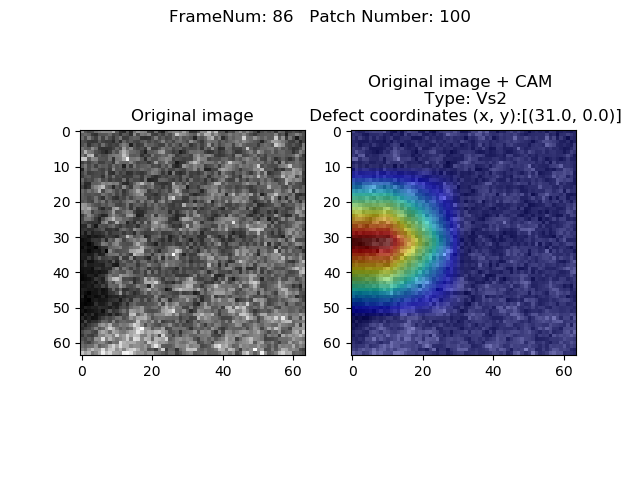 FrameNum: 86   Patch Number: 100
Original image
0
10
20
30
40
50
60
0 20 40 60
Original image + CAM
Type: Vs2
Defect coordinates (x, y):[(31.0, 0.0)]
0
10
20
30
40
50
60
0 20 40 60